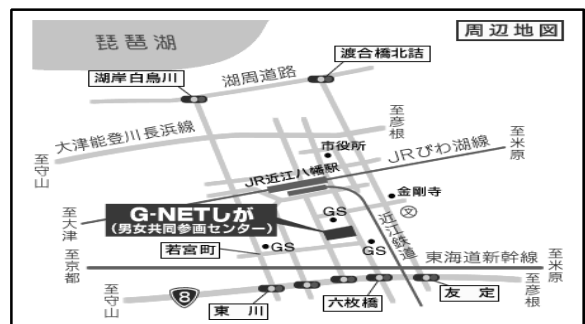 周辺地図
琵琶湖
渡合橋北詰
湖岸白鳥川
湖周道路
大津能登川長浜線
至彦根
市役所
至米原
JRびわ湖線
至守山
JR近江八幡駅
金剛寺
文
G-NETしが
(男女共同参画センター)
GS
至大津
近江鉄道
若宮町
GS
GS
東海道新幹線
至京都
至米原
至守山
8
東川
六枚橋
友定
至彦根